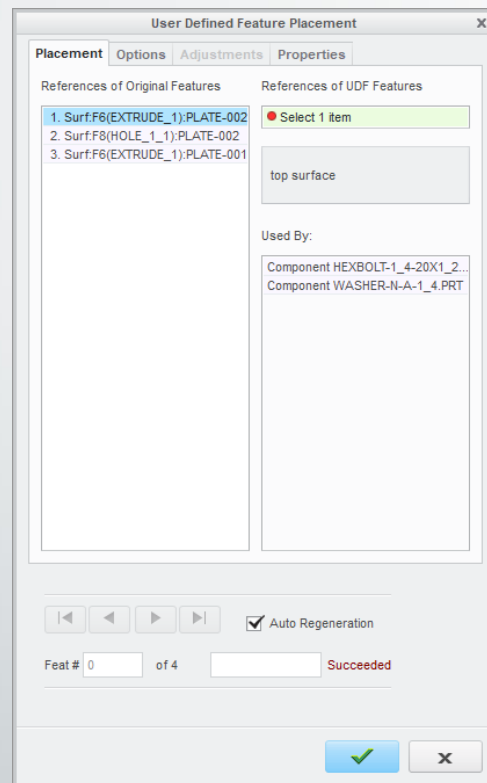 User Defined Feature Placement
Placement Options Adjustments Properties
References of Original Features
1. Surf:F6(EXTRUDE_1):PLATE-002
2. Surf:F8(HOLE_1_1):PLATE-002
3. Surf:F6(EXTRUDE_1):PLATE-001
References of UDF Features
Select 1 item
top surface
Used By:
Component HEXBOLT-1_4-20X1_2...
Component WASHER-N-A-1_4.PRT
Auto Regeneration
Feat # 0 of 4 Succeeded